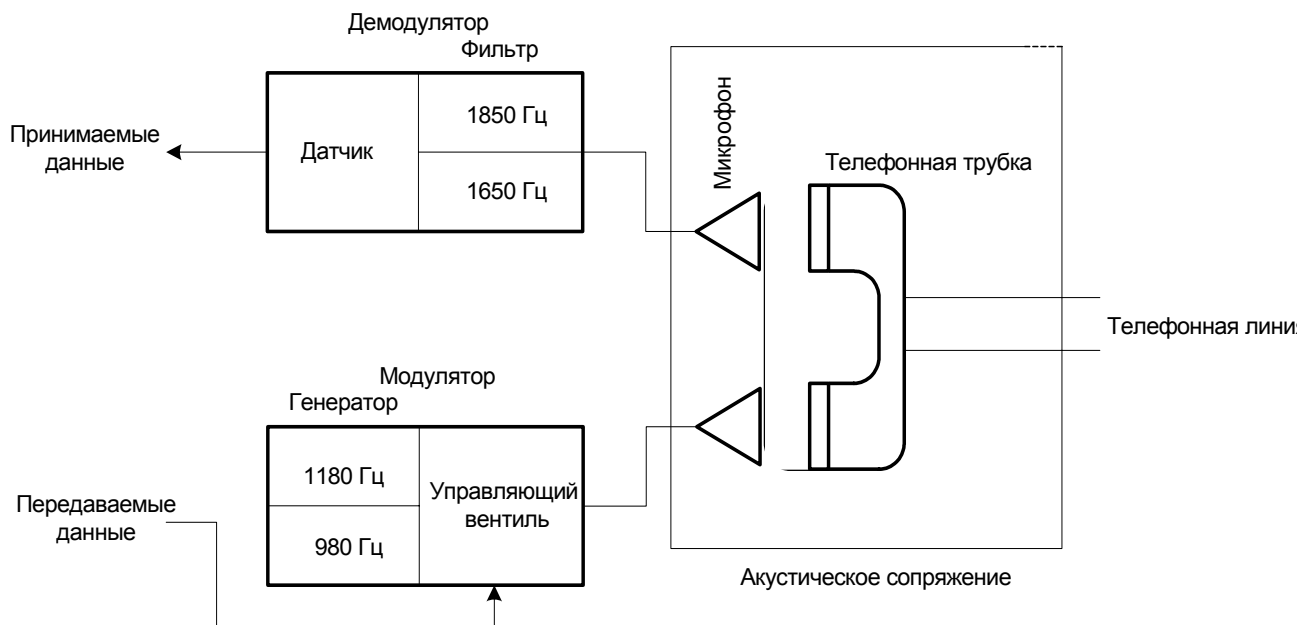 Демодулятор
Фильтр
1850 Гц
Датчик
1650 Гц
Принимаемые
данные
Микрофон
Телефонная трубка
Телефонная лини
Модулятор
Генератор
1180 Гц
980 Гц
Управляющий
вентиль
Передаваемые
данные
Акустическое сопряжение